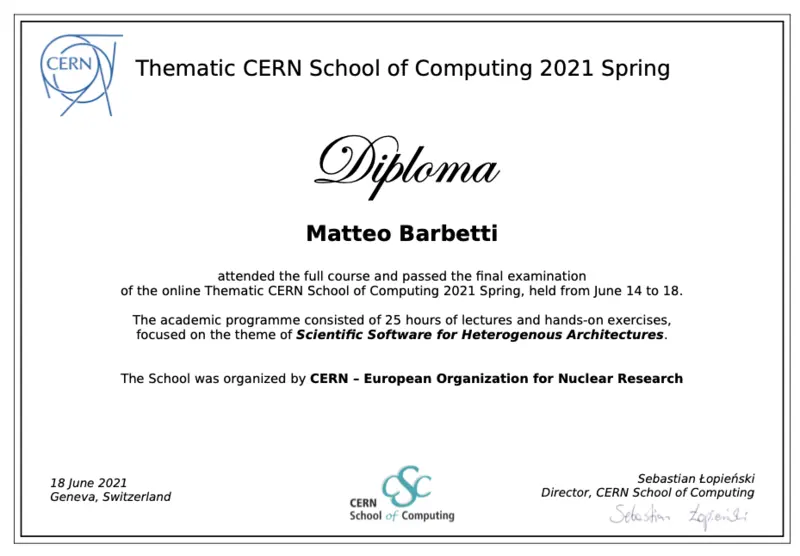 CERN
Thematic CERN School of Computing 2021 Spring
Diploma
Matteo Barbetti
attended the full course and passed the final examination
of the online Thematic CERN School of Computing 2021 Spring, held from June 14 to 18.
The academic programme consisted of 25 hours of lectures and hands-on exercises,
focused on the theme of Scientific Software for Heterogenous Architectures.
The School was organized by CERN – European Organization for Nuclear Research
18 June 2021
Geneva, Switzerland
CSC
CERN
School of Computing
Sebastian Łopieński
Director, CERN School of Computing
Sebastian Łopieński